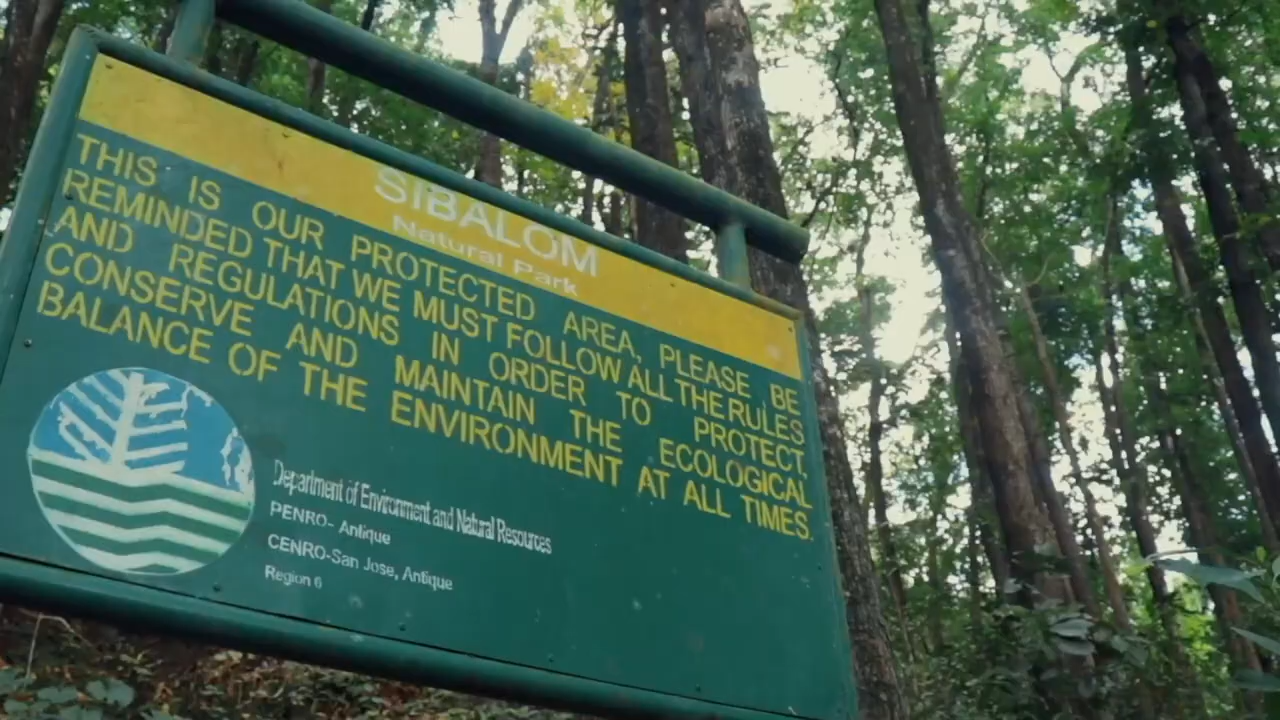 SIBALOM
Natural Park
THIS IS OUR PROTECTED AREA, PLEASE BE
REMINDED THAT WE MUST FOLLOW ALL THE RULES
AND REGULATIONS IN ORDER TO PROTECT,
CONSERVE AND MAINTAIN THE ECOLOGICAL
BALANCE OF THE ENVIRONMENT AT ALL TIMES.
Department of Environment and Natural Resources
PENRO- Antique
CENRO-San Jose, Antique
Region 6